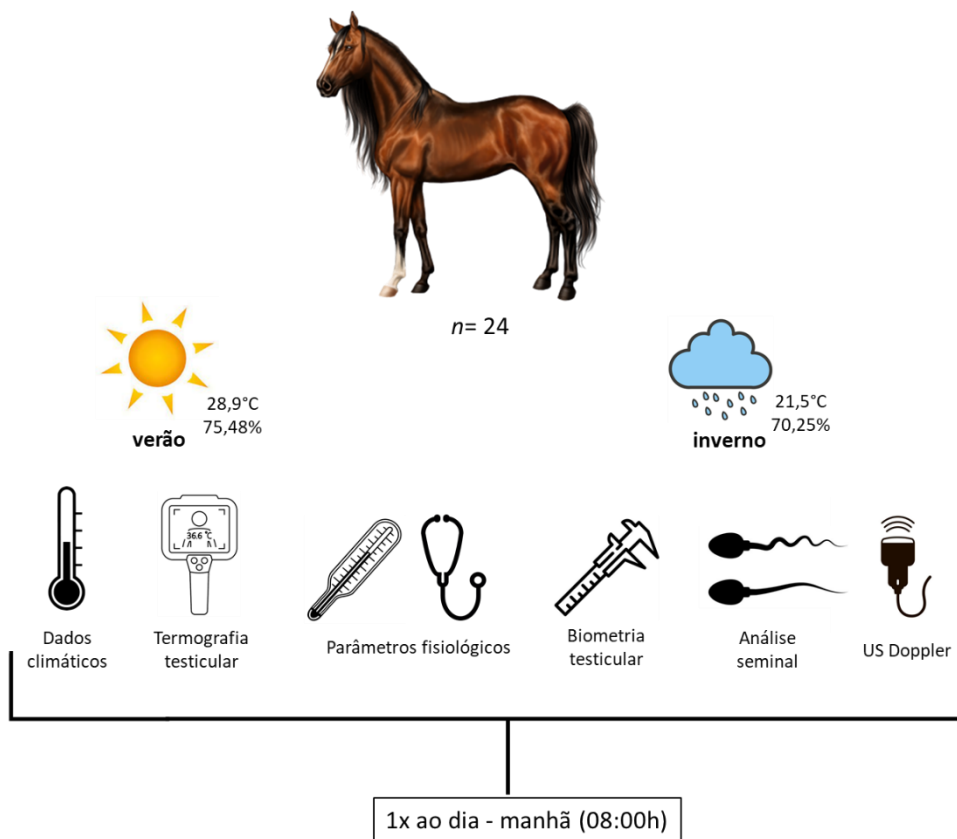 n= 24
28,9°C
75,48%
verão
21,5°C
70,25%
inverno
36.6 °C
Dados
climáticos
Termografia
testicular
Parâmetros fisiológicos
Biometria
testicular
Análise
seminal
US Doppler
1x ao dia - manhã (08:00h)